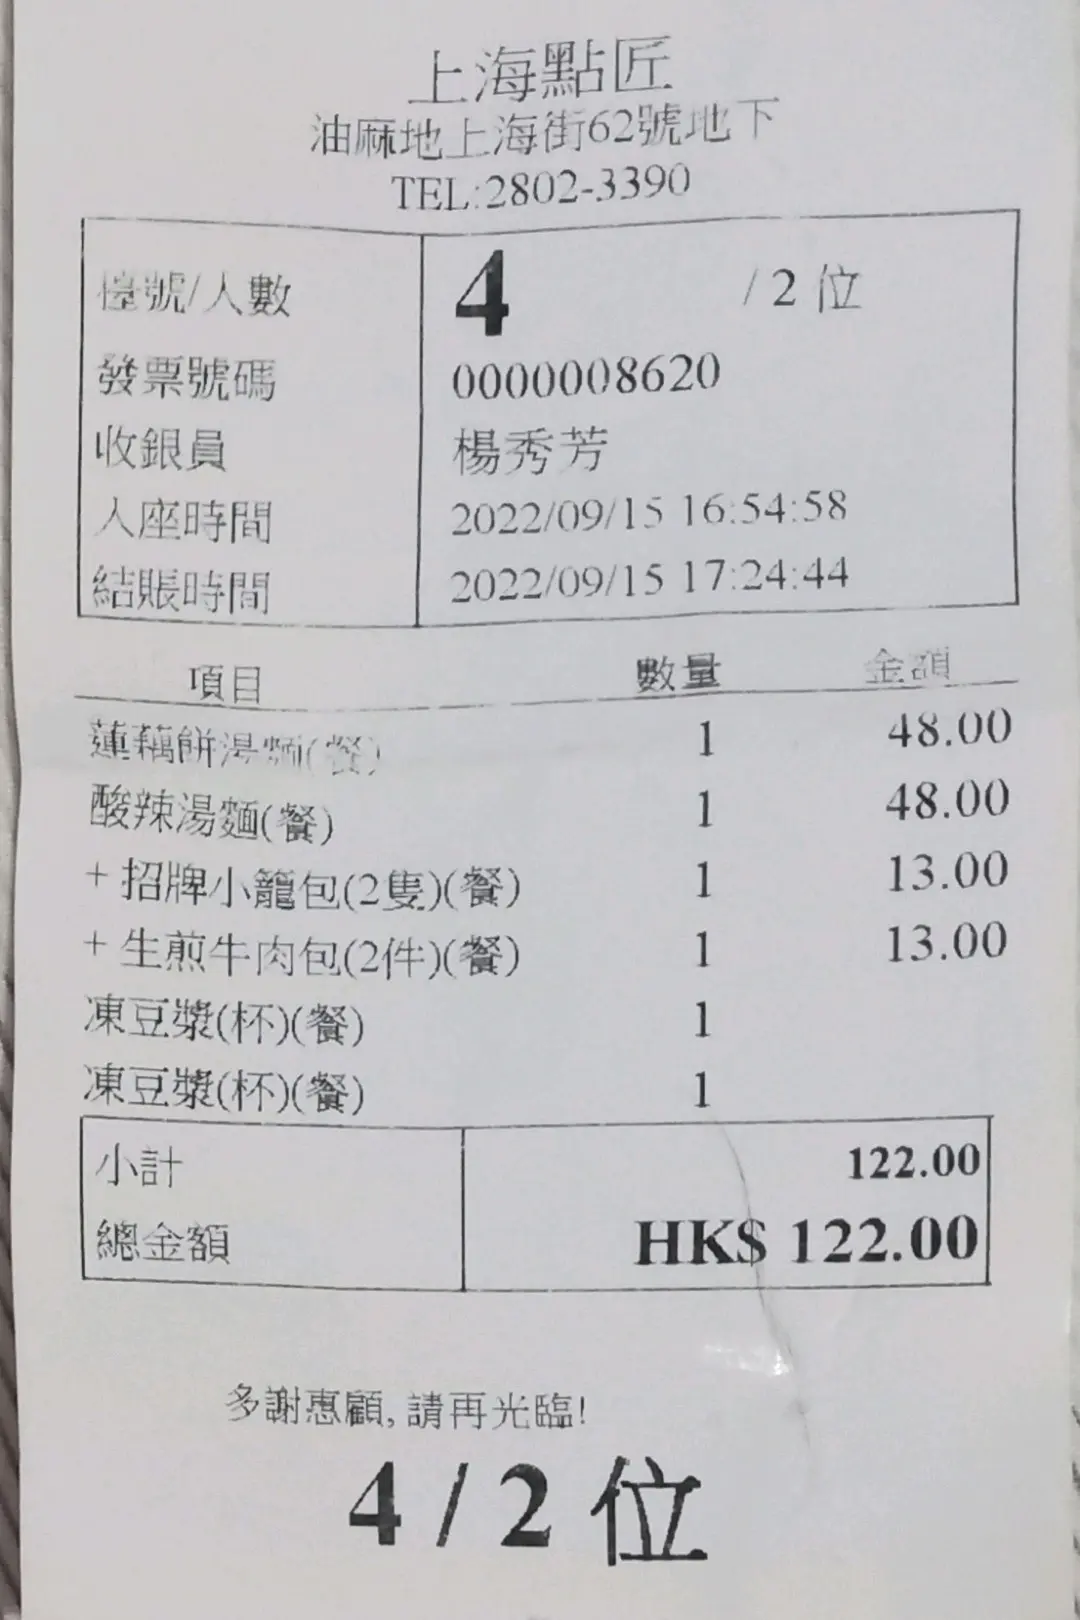 上海點匠
油麻地上海街62號地下
TEL:2802-3390
檯號/人數 4 / 2 位
發票號碼 0000008620
收銀員 楊秀芳
入座時間 2022/09/15 16:54:58
結賬時間 2022/09/15 17:24:44
項目 數量 金額
蓮藕餅湯麵(餐) 1 48.00
酸辣湯麵(餐) 1 48.00
+ 招牌小籠包(2隻)(餐) 1 13.00
+ 生煎牛肉包(2件)(餐) 1 13.00
凍豆漿(杯)(餐) 1
凍豆漿(杯)(餐) 1
小計 122.00
總金額 HK$ 122.00
多謝惠顧, 請再光臨!
4 / 2 位